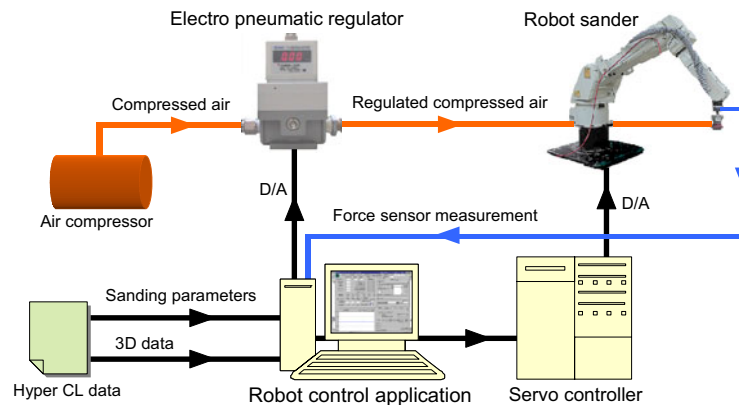 Electro pneumatic regulator
Robot sander
Compressed air
Regulated compressed air
Air compressor
D/A
D/A
Force sensor measurement
Sanding parameters
3D data
Hyper CL data
Robot control application
Servo controller